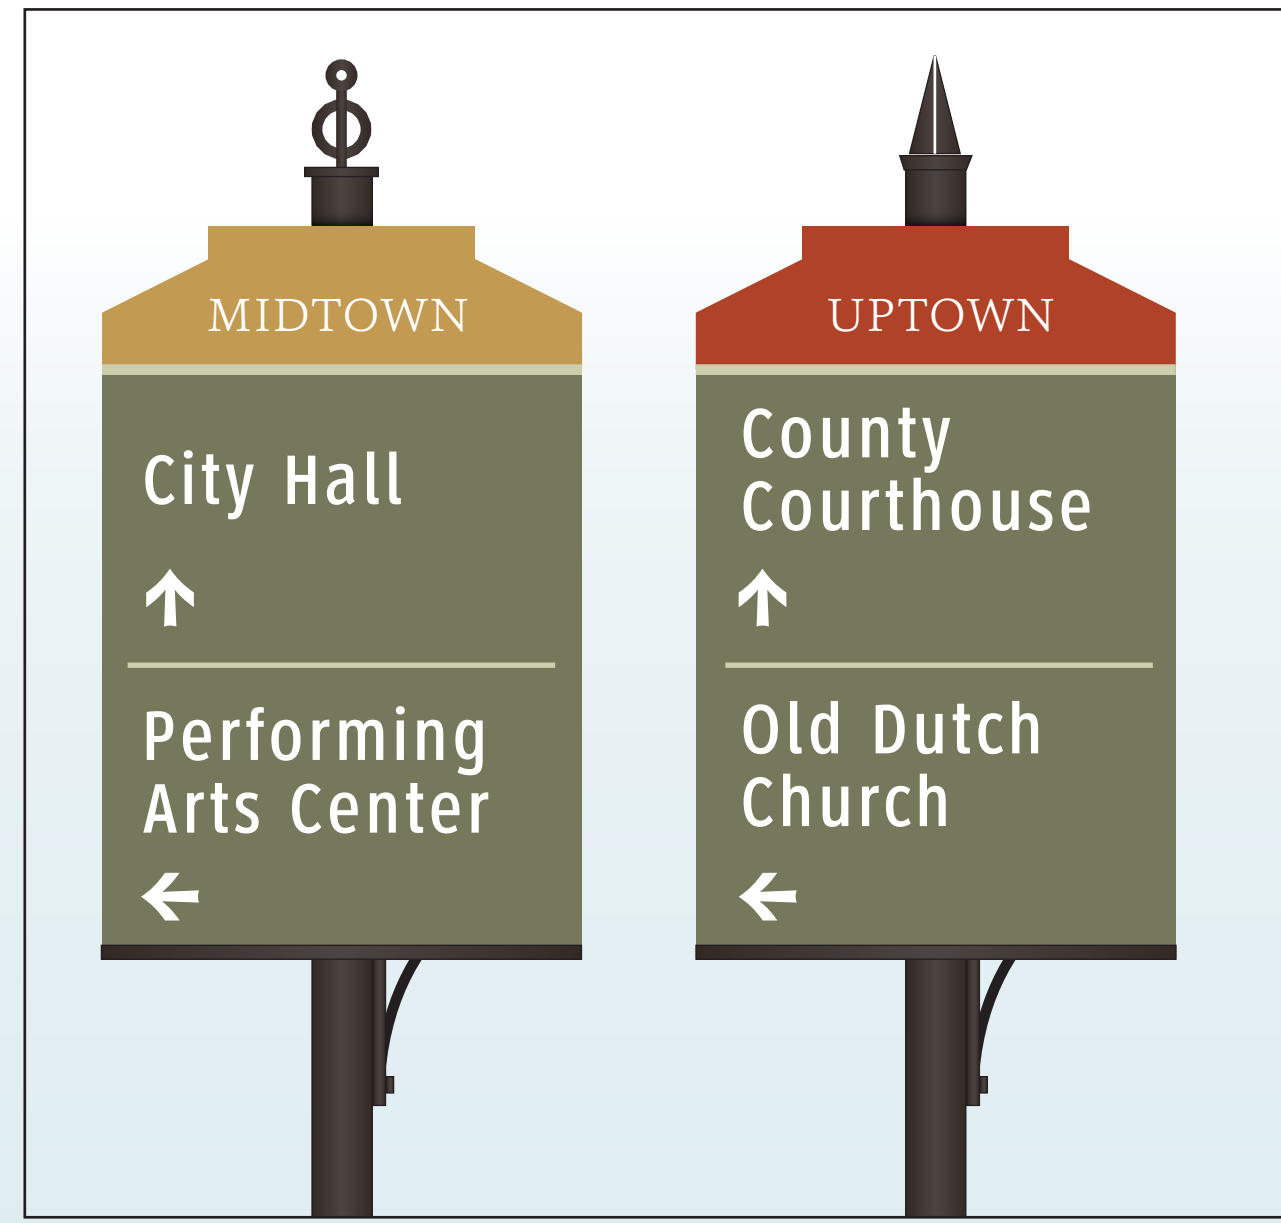 MIDTOWN
City Hall
Performing
Arts Center
UPTOWN
County
Courthouse
Old Dutch
Church